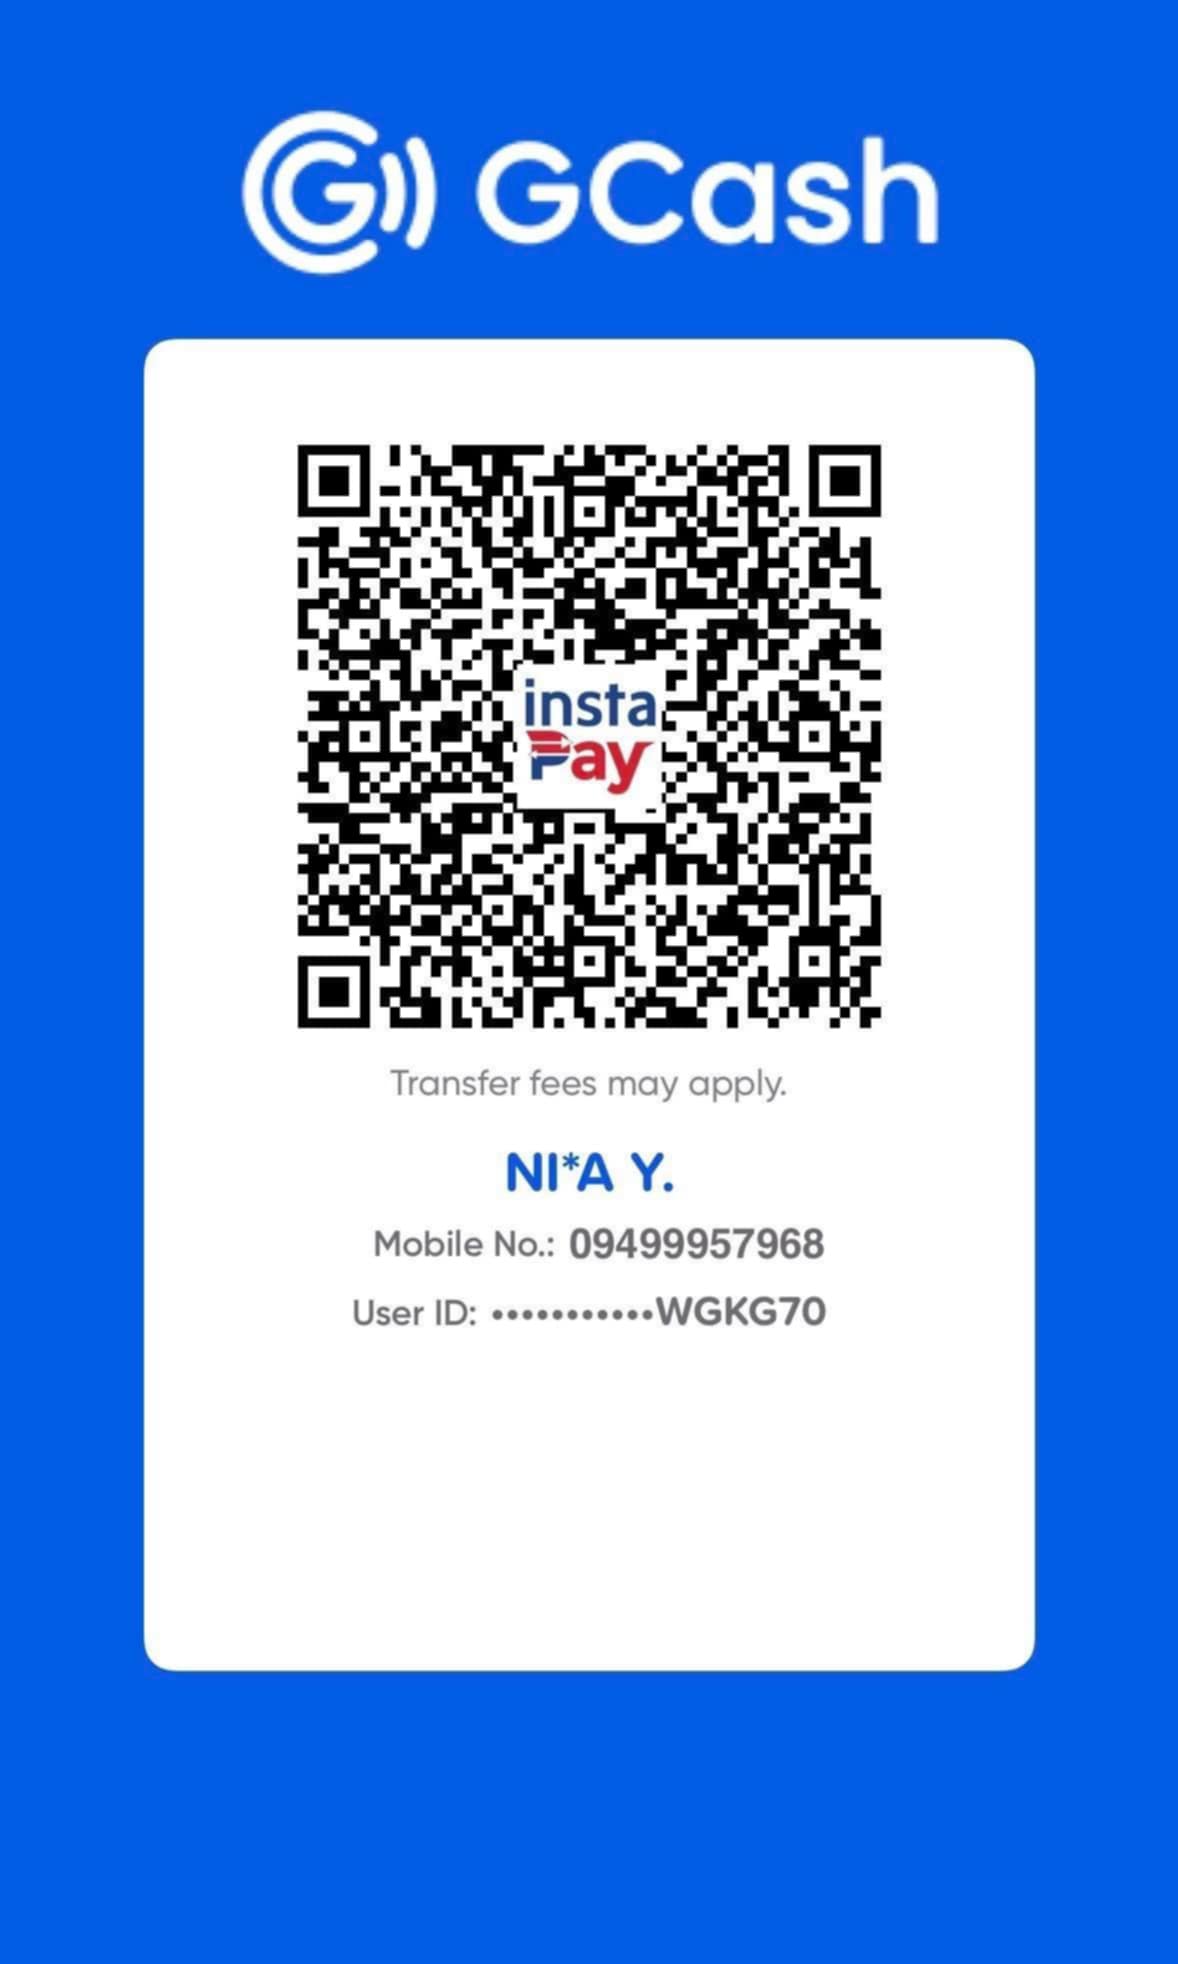 GCash
insta
Pay
Transfer fees may apply.
NI*A Y.
Mobile No.: 09499957968
User ID: •••••••••••WGKG70